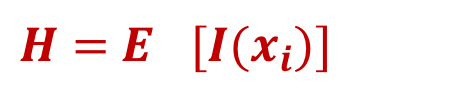 H = E [I(xᵢ)]